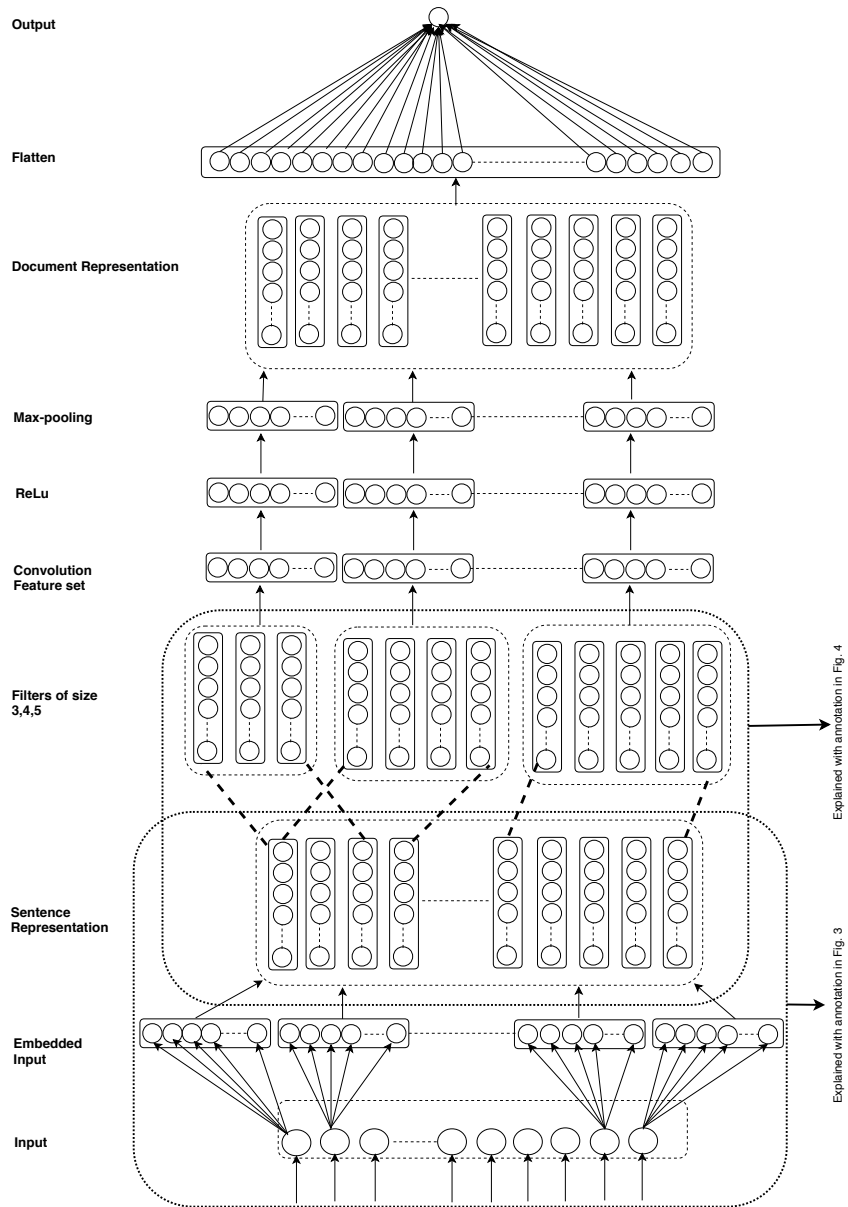 Output
Flatten
Document Representation
Max-pooling
ReLu
Convolution
Feature set
Filters of size
3,4,5
Explained with annotation in Fig. 4
Sentence
Representation
Explained with annotation in Fig. 3
Embedded
Input
Input